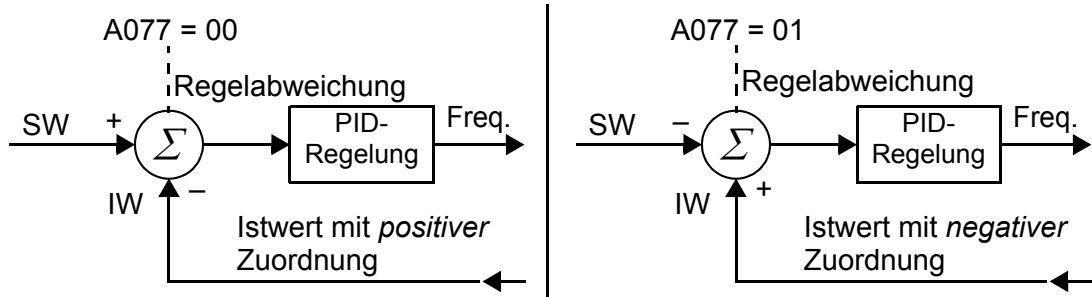 A077 = 00
Regelabweichung
SW
+
Σ
PID-
Regelung
Freq.
IW
–
Istwert mit positiver
Zuordnung
A077 = 01
Regelabweichung
SW
–
Σ
PID-
Regelung
Freq.
IW
+
Istwert mit negativer
Zuordnung